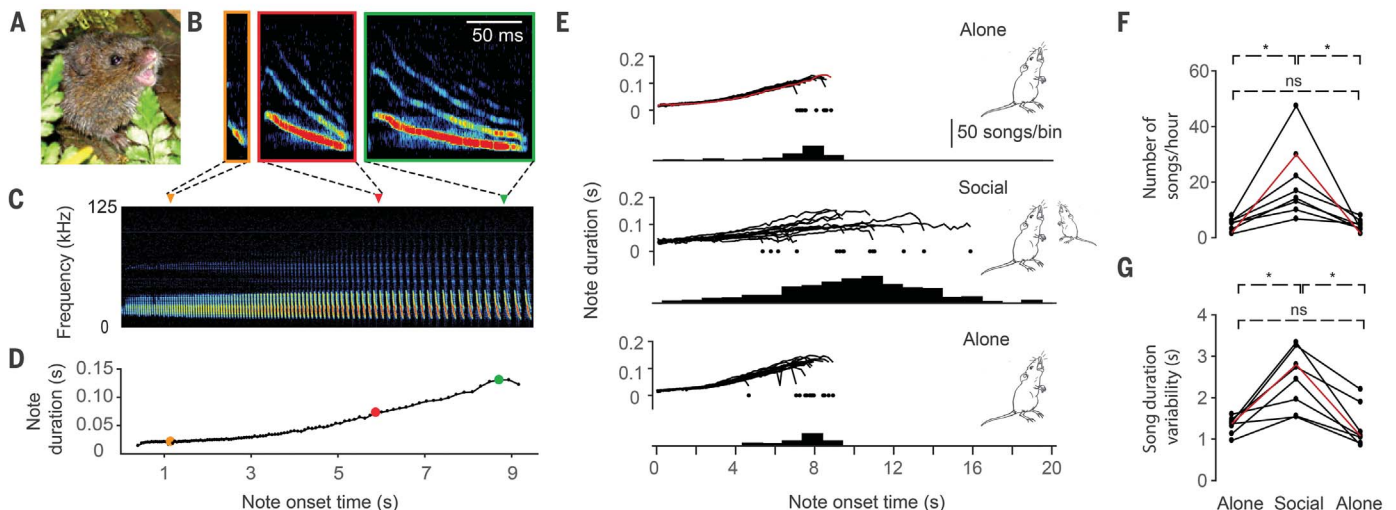 A
B
50 ms
C
Frequency (kHz)
125
0
D
Note
duration (s)
0.15
0.10
0.05
0
1
3
5
7
9
Note onset time (s)
E
Alone
0.2
0.1
0
50 songs/bin
Social
0.2
0.1
0
Note duration (s)
Alone
0.2
0.1
0
0
4
8
12
16
20
Note onset time (s)
F
*
*
ns
Number of
songs/hour
60
40
20
0
G
*
*
ns
Song duration
variability (s)
4
3
2
1
0
Alone
Social
Alone